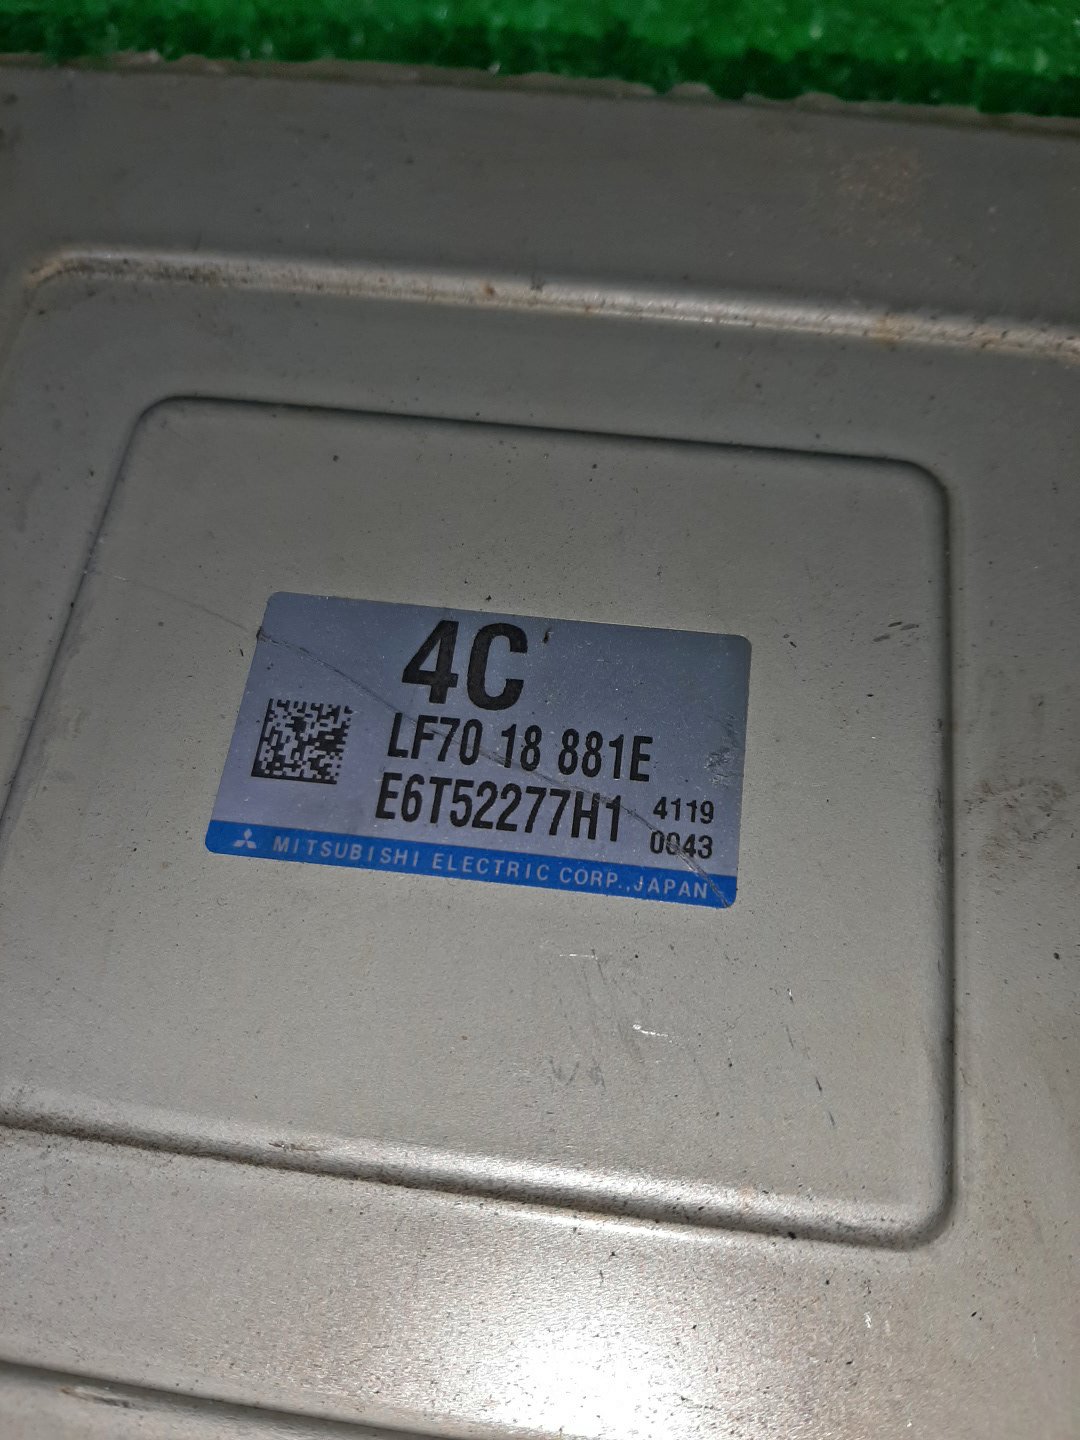 4C
LF70 18 881E
E6T52277H1 4119
0043
MITSUBISHI ELECTRIC CORP.,JAPAN